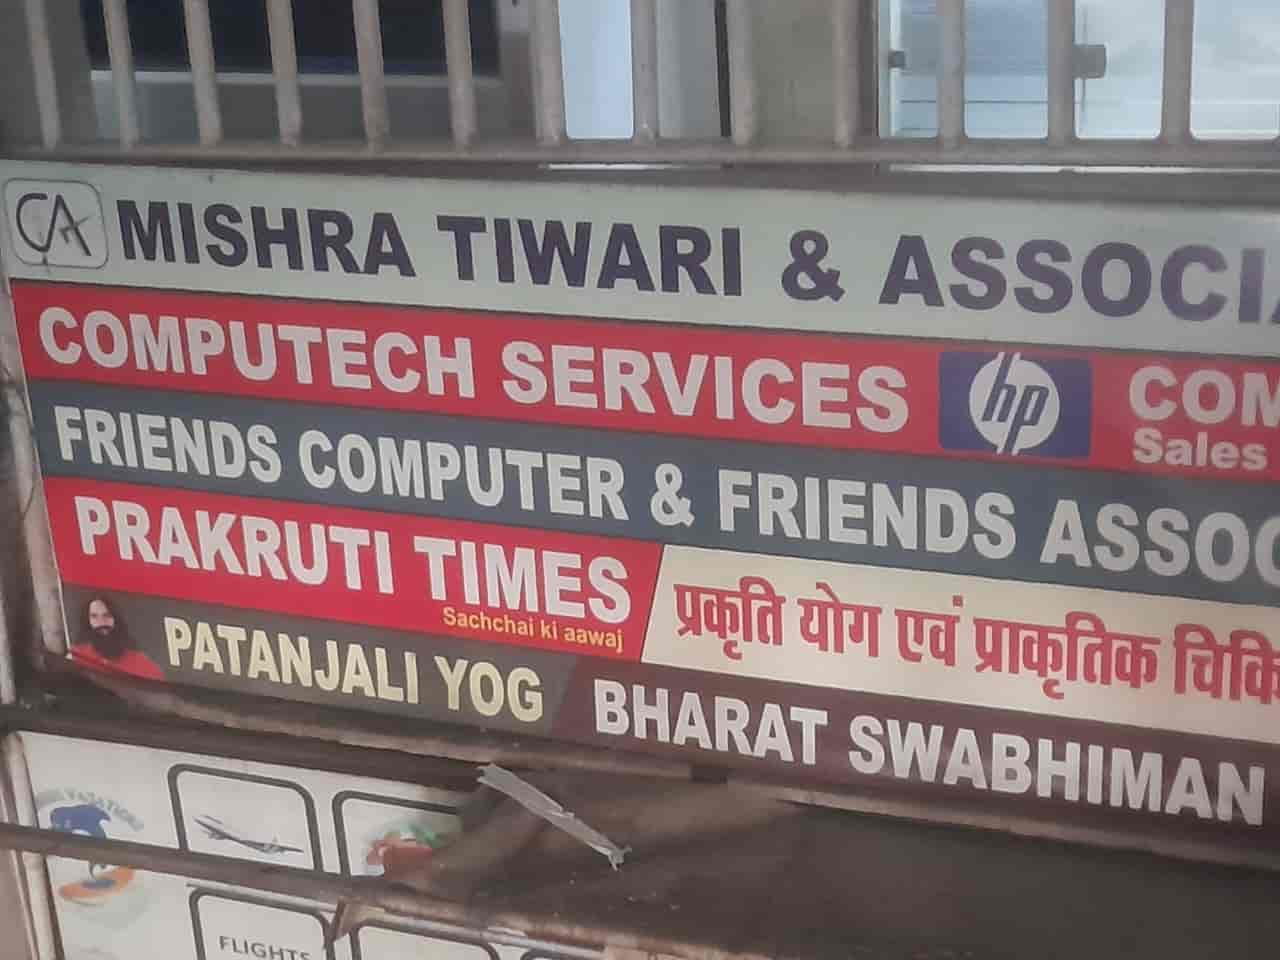 CA MISHRA TIWARI & ASSOCI
COMPUTECH SERVICES hp COM
Sales
FRIENDS COMPUTER & FRIENDS ASSOC
PRAKRUTI TIMES
Sachchai ki aawaj
प्रकृति योग एवं प्राकृतिक चिकि
PATANJALI YOG
BHARAT SWABHIMAN
FLIGHTS